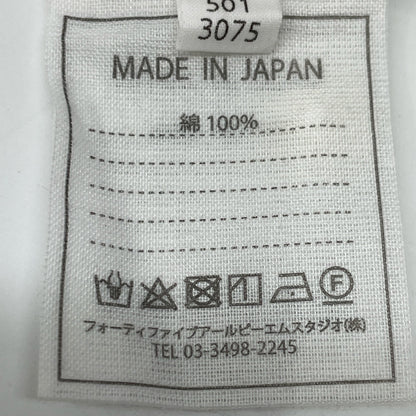 3075
MADE IN JAPAN
綿 100%
F
フォーティファイブアールピーエムスタジオ(株)
TEL 03-3498-2245